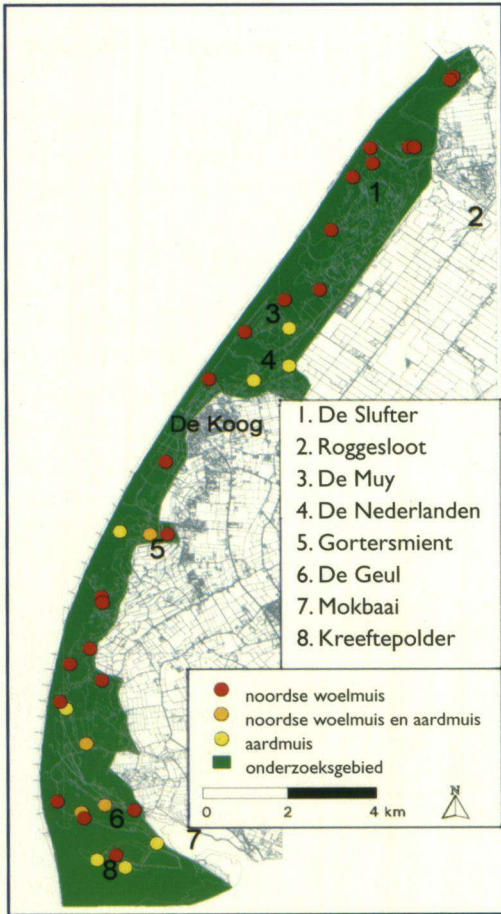 1
2
3
4
De Koog
1. De Slufter
2. Roggesloot
3. De Muy
4. De Nederlanden
5. Gortersmient
6. De Geul
7. Mokbaai
8. Kreeftepolder
5
noordse woelmuis
noordse woelmuis en aardmuis
aardmuis
onderzoeksgebied
0 2 4 km
N
6
7
8